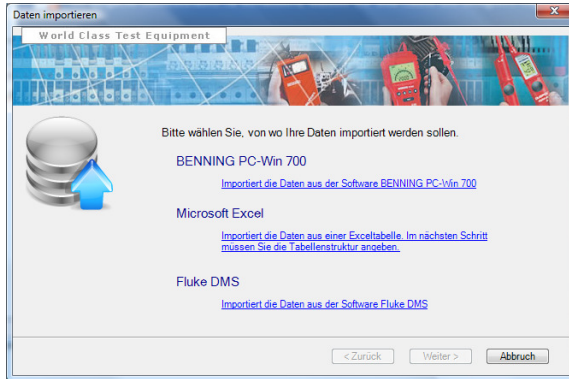 Daten importieren
World Class Test Equipment
Bitte wählen Sie, von wo Ihre Daten importiert werden sollen.
BENNING PC-Win 700
Importiert die Daten aus der Software BENNING PC-Win 700
Microsoft Excel
Importiert die Daten aus einer Exceltabelle. Im nächsten Schritt
müssen Sie die Tabellenstruktur angeben.
Fluke DMS
Importiert die Daten aus der Software Fluke DMS
< Zurück
Weiter >
Abbruch